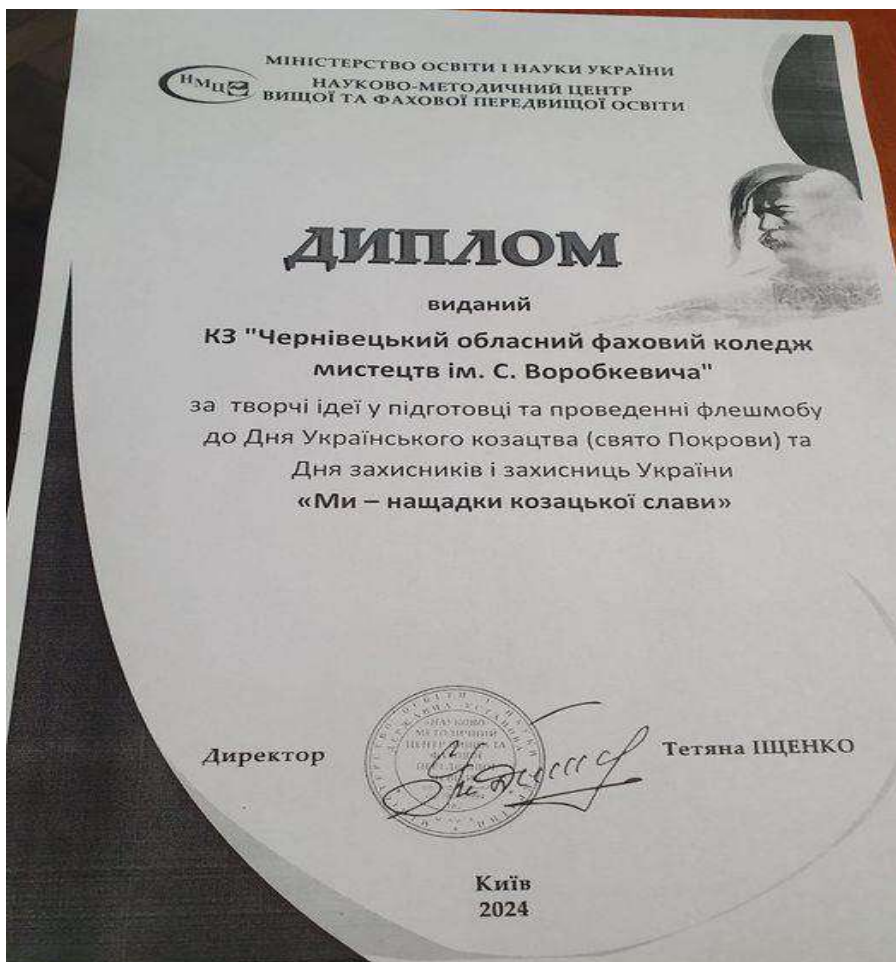 МІНІСТЕРСТВО ОСВІТИ І НАУКИ УКРАЇНИ
НМЦ
НАУКОВО-МЕТОДИЧНИЙ ЦЕНТР
ВИЩОЇ ТА ФАХОВОЇ ПЕРЕДВИЩОЇ ОСВІТИ
ДИПЛОМ
виданий
КЗ "Чернівецький обласний фаховий коледж
мистецтв ім. С. Воробкевича"
за творчі ідеї у підготовці та проведенні флешмобу
до Дня Українського козацтва (свято Покрови) та
Дня захисників і захисниць України
«Ми – нащадки козацької слави»
Директор
Тетяна ІЩЕНКО
Київ
2024